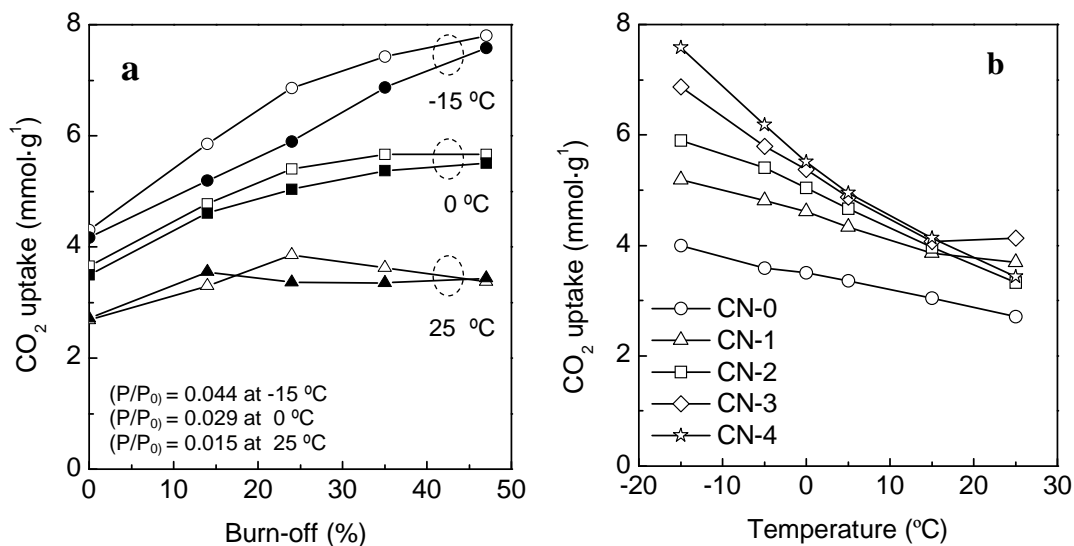 8
6
4
2
0
CO2 uptake (mmol·g1)
a
-15 ºC
0 ºC
25 ºC
(P/P0) = 0.044 at -15 ºC
(P/P0) = 0.029 at 0 ºC
(P/P0) = 0.015 at 25 ºC
0 10 20 30 40 50
Burn-off (%)
8
6
4
2
0
CO2 uptake (mmol·g1)
b
CN-0
CN-1
CN-2
CN-3
CN-4
-20 -10 0 10 20 30
Temperature (ºC)